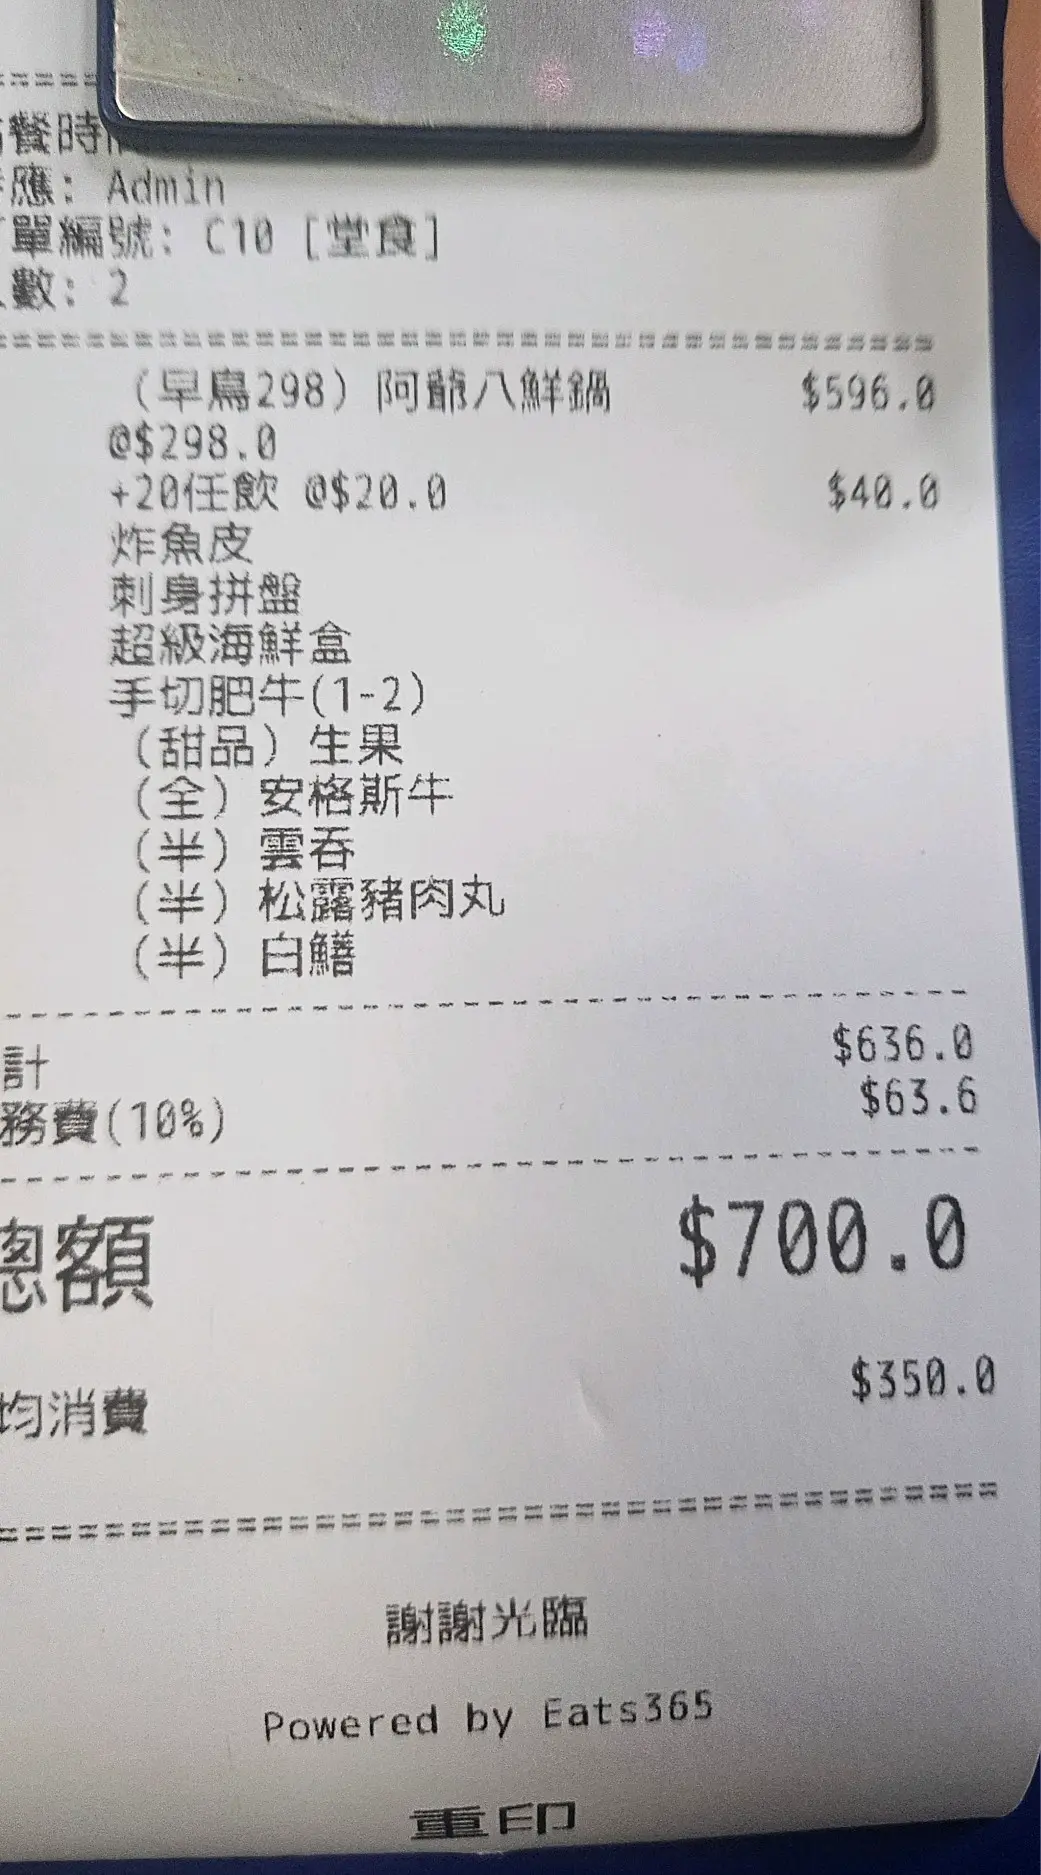 餐時
應: Admin
單編號: C10 [堂食]
數: 2
(早鳥298) 阿爺八鮮鍋 $596.0
@$298.0
+20任飲 @$20.0 $40.0
炸魚皮
刺身拼盤
超級海鮮盒
手切肥牛(1-2)
(甜品) 生果
(全) 安格斯牛
(半) 雲吞
(半) 松露豬肉丸
(半) 白鱔
計 $636.0
務費(10%) $63.6
總額 $700.0
均消費 $350.0
謝謝光臨
Powered by Eats365
重印